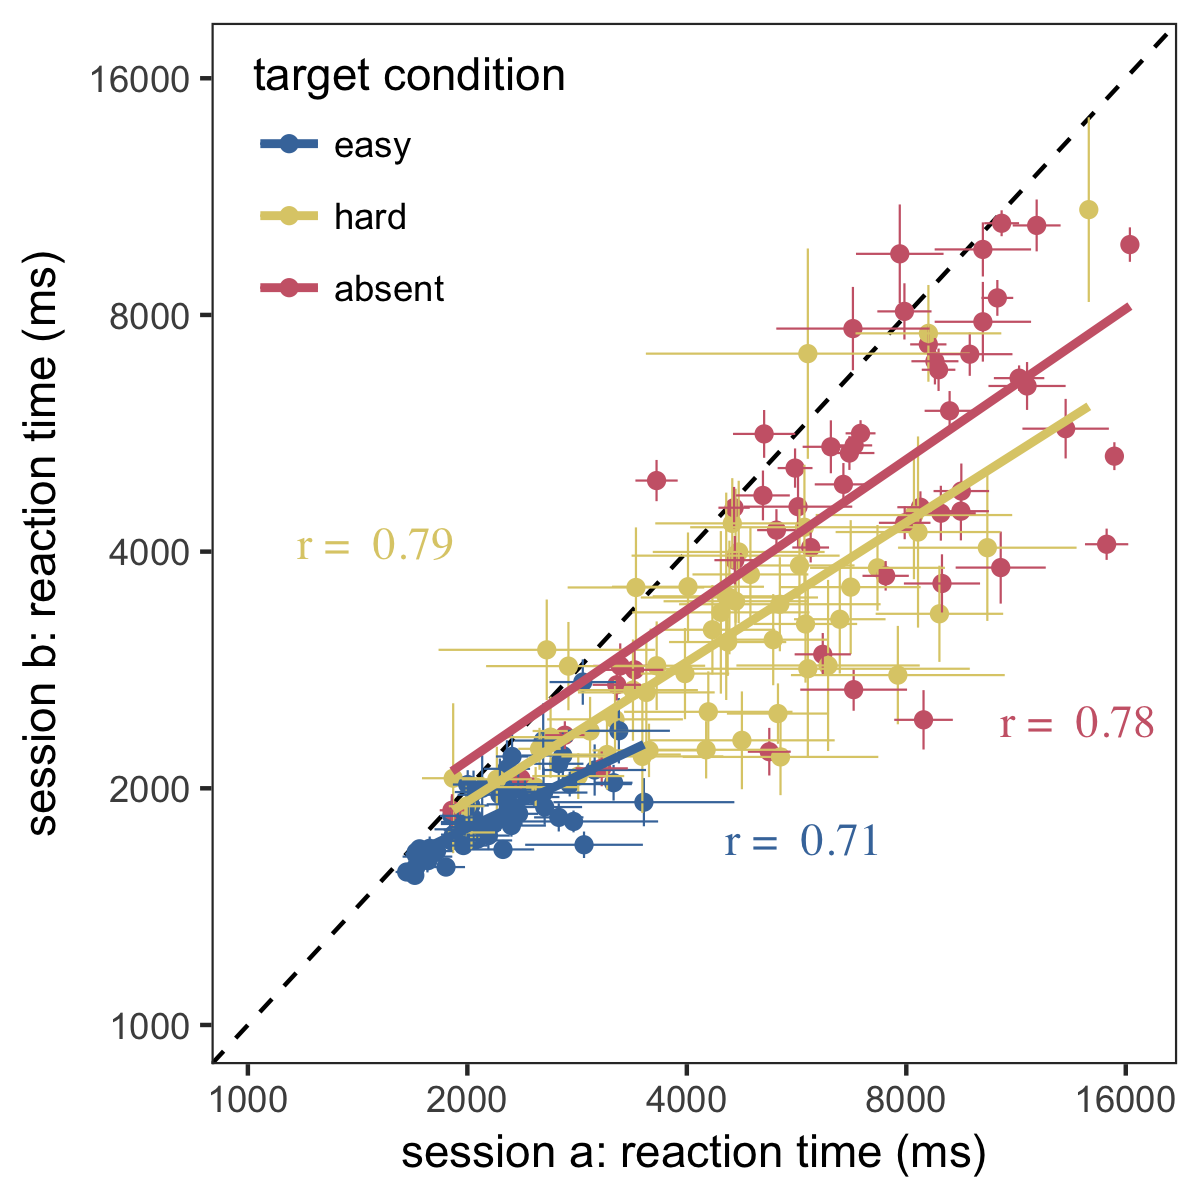 target condition
easy
hard
absent
r = 0.79
r = 0.78
r = 0.71
16000
8000
4000
2000
1000
1000 2000 4000 8000 16000
session a: reaction time (ms)
session b: reaction time (ms)